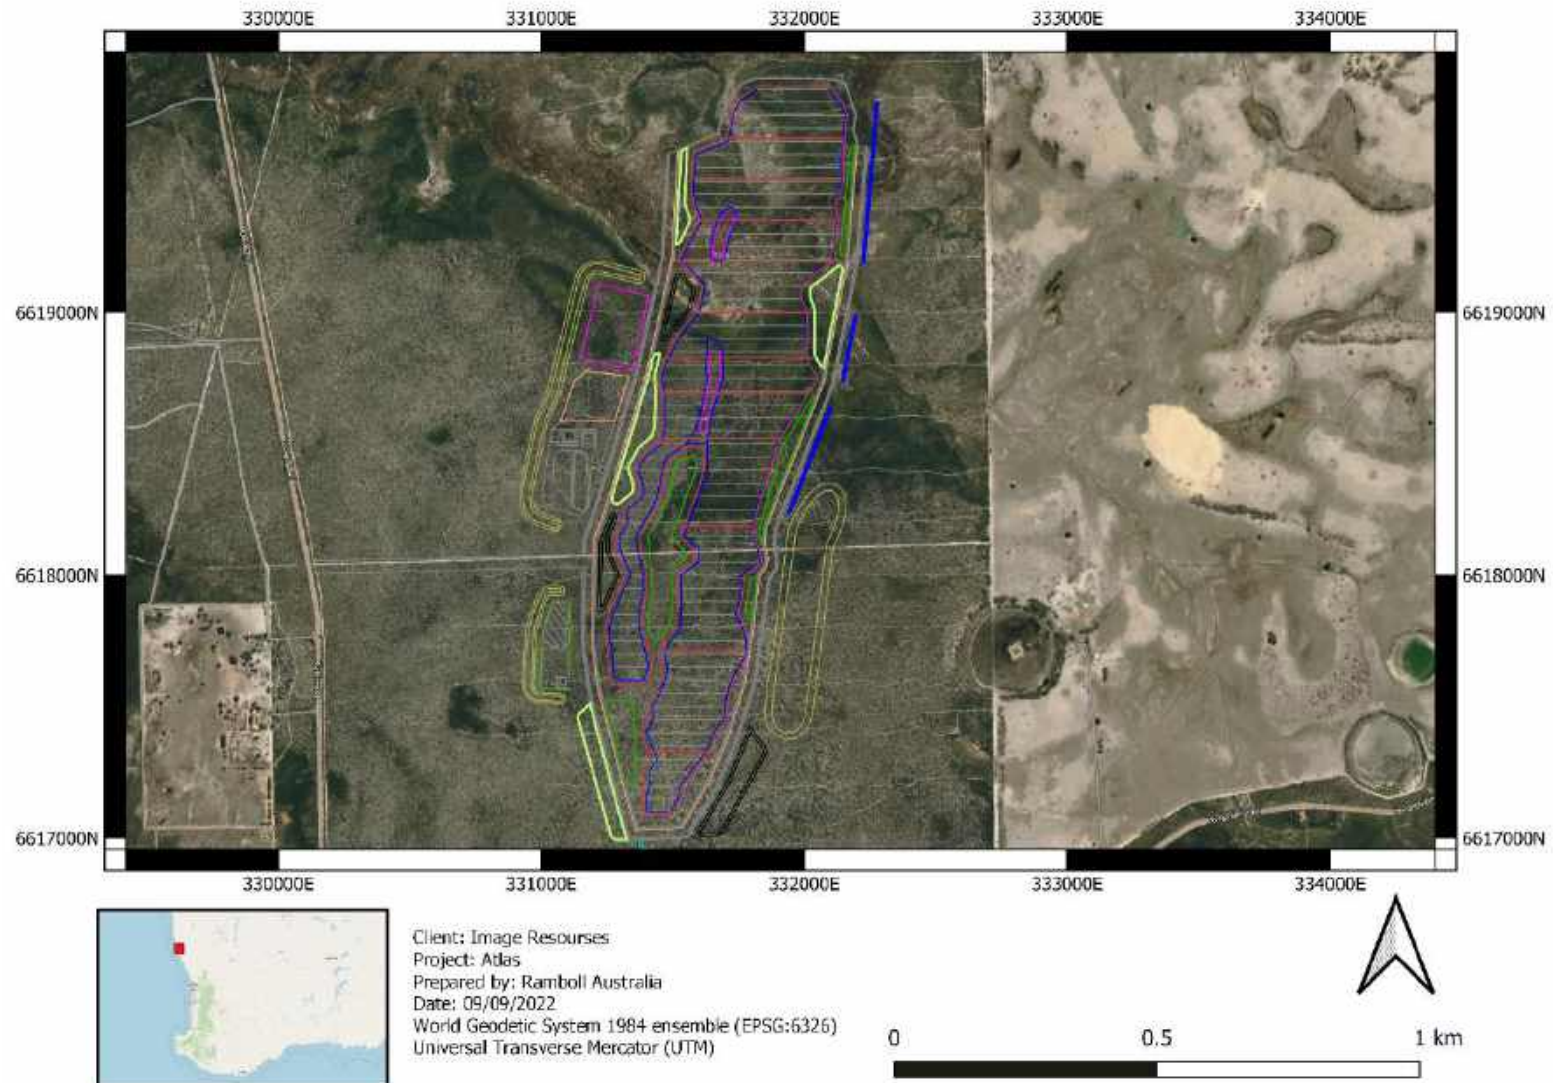 330000E 331000E 332000E 333000E 334000E
6619000N 6619000N
6618000N 6618000N
6617000N 6617000N
330000E 331000E 332000E 333000E 334000E
Client: Image Resourses
Project: Atlas
Prepared by: Ramboll Australia
Date: 09/09/2022
World Geodetic System 1984 ensemble (EPSG:6326)
Universal Transverse Mercator (UTM)
0 0.5 1 km